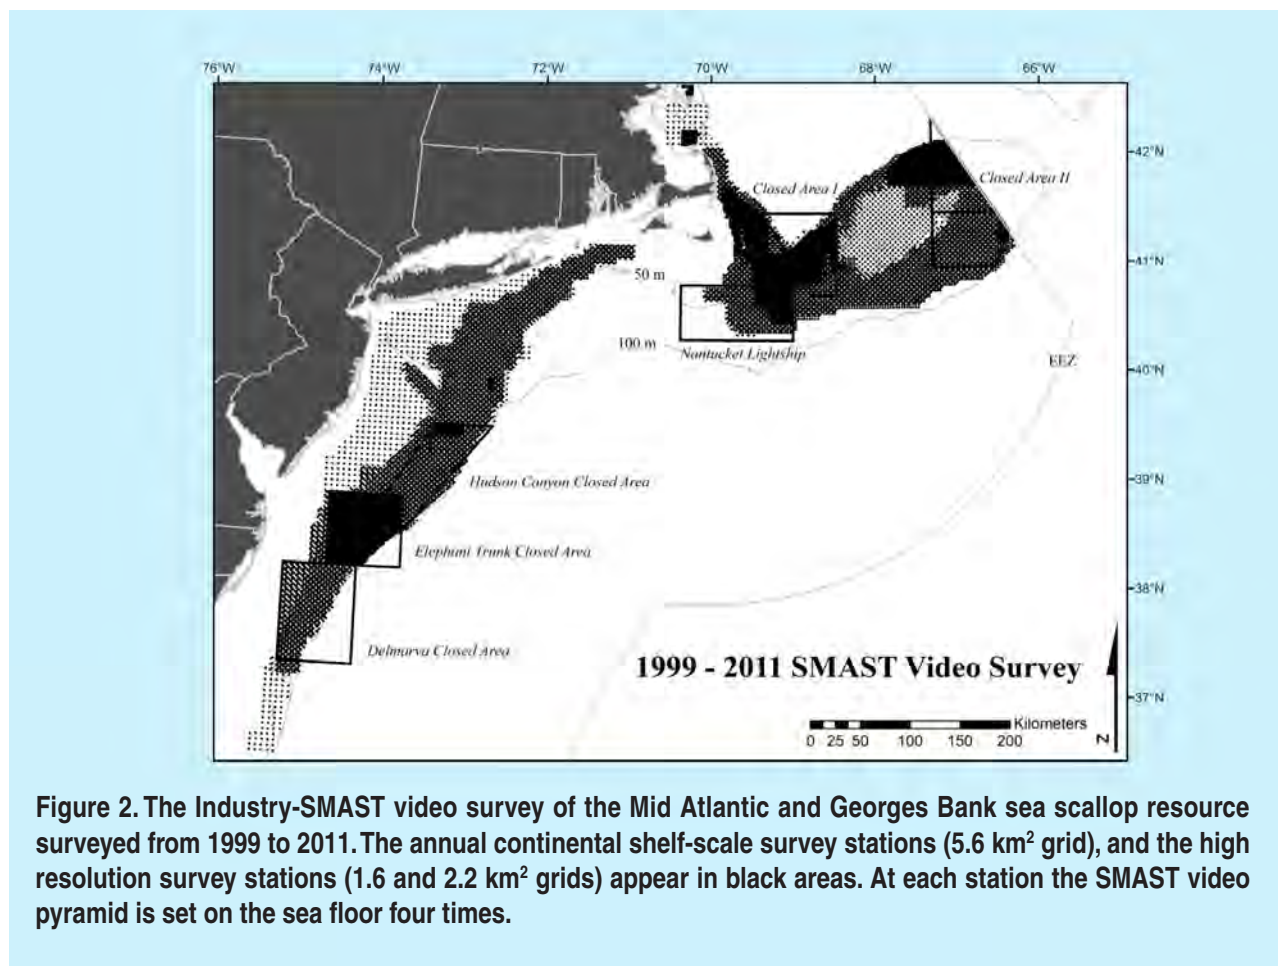 76°W 74°W 72°W 70°W 68°W 66°W
42°N
Closed Area I
Closed Area II
41°N
50 m
100 m
Nantucket Lightship
EEZ
40°N
39°N
Hudson Canyon Closed Area
Elephant Trunk Closed Area
38°N
Delmarva Closed Area
1999 - 2011 SMAST Video Survey
37°N
Kilometers
0 25 50 100 150 200
N
Figure 2. The Industry-SMAST video survey of the Mid Atlantic and Georges Bank sea scallop resource
surveyed from 1999 to 2011. The annual continental shelf-scale survey stations (5.6 km² grid), and the high
resolution survey stations (1.6 and 2.2 km² grids) appear in black areas. At each station the SMAST video
pyramid is set on the sea floor four times.